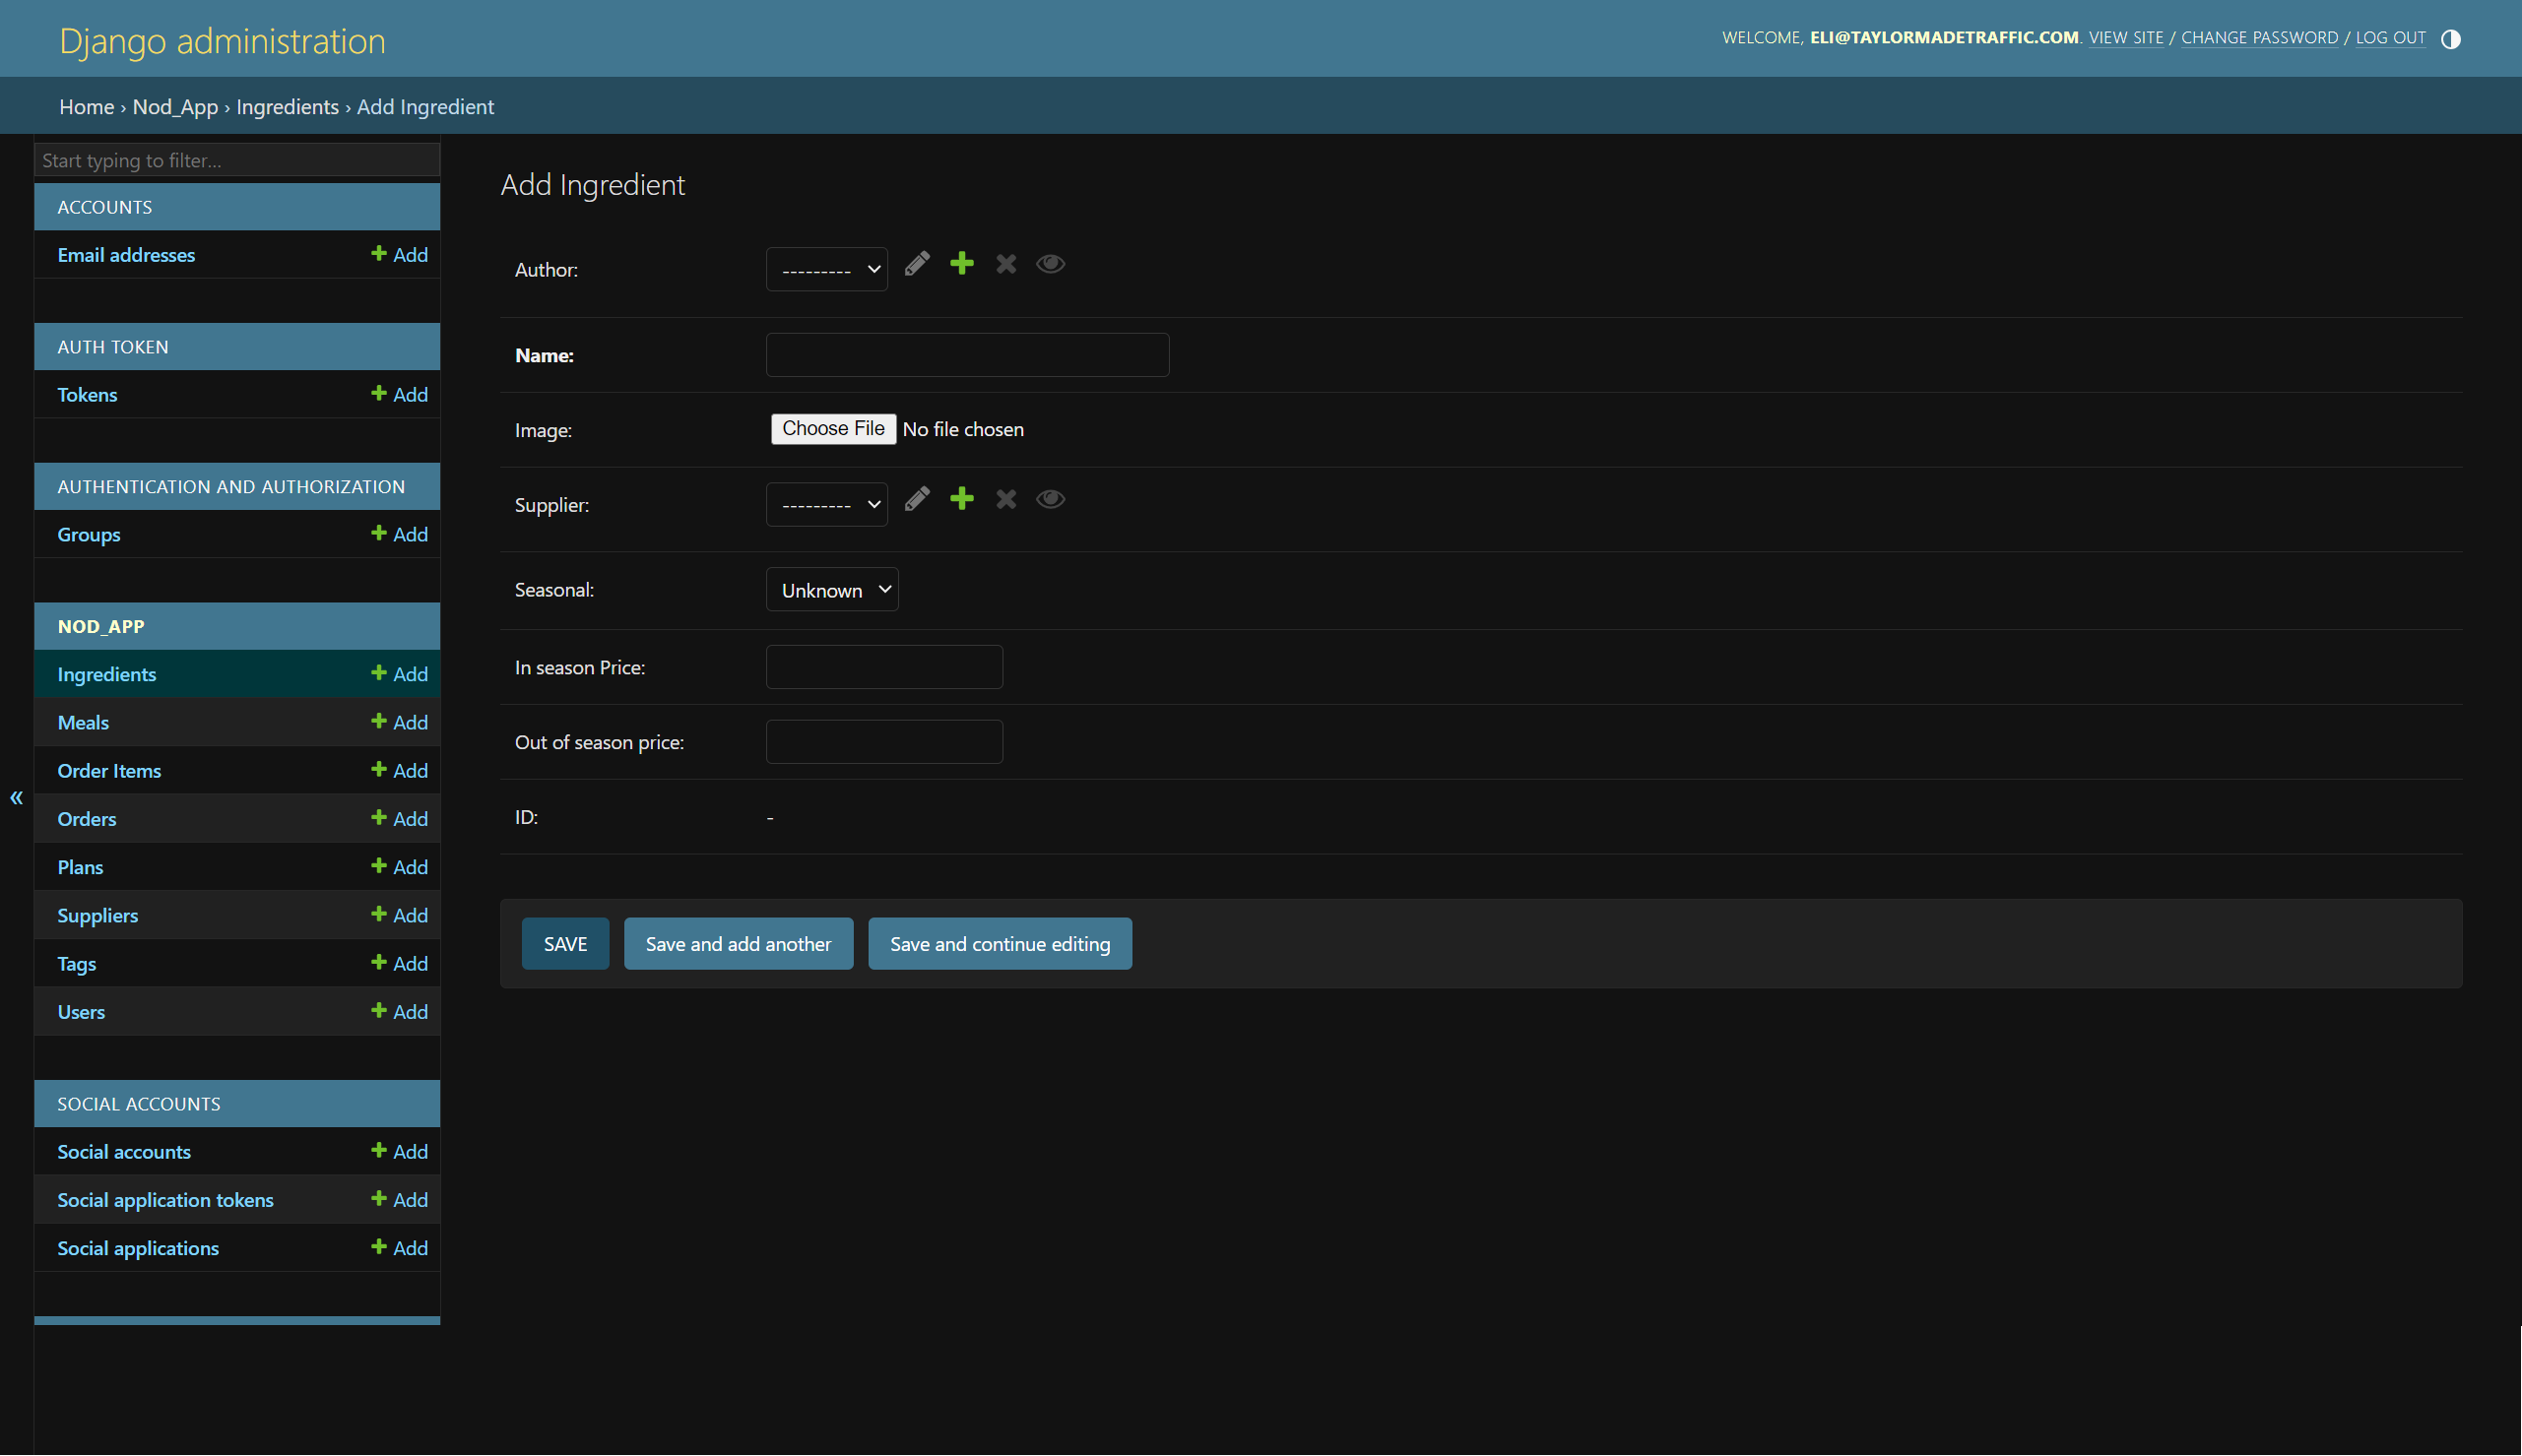 Django administration
WELCOME, ELI@TAYLORMADETRAFFIC.COM. VIEW SITE / CHANGE PASSWORD / LOG OUT
Home › Nod_App › Ingredients › Add Ingredient
Start typing to filter...
ACCOUNTS
Email addresses Add
AUTH TOKEN
Tokens Add
AUTHENTICATION AND AUTHORIZATION
Groups Add
NOD_APP
Ingredients Add
Meals Add
Order Items Add
Orders Add
Plans Add
Suppliers Add
Tags Add
Users Add
SOCIAL ACCOUNTS
Social accounts Add
Social application tokens Add
Social applications Add
«
Add Ingredient
Author: ---------
Name:
Image: Choose File No file chosen
Supplier: ---------
Seasonal: Unknown
In season Price:
Out of season price:
ID: -
SAVE Save and add another Save and continue editing